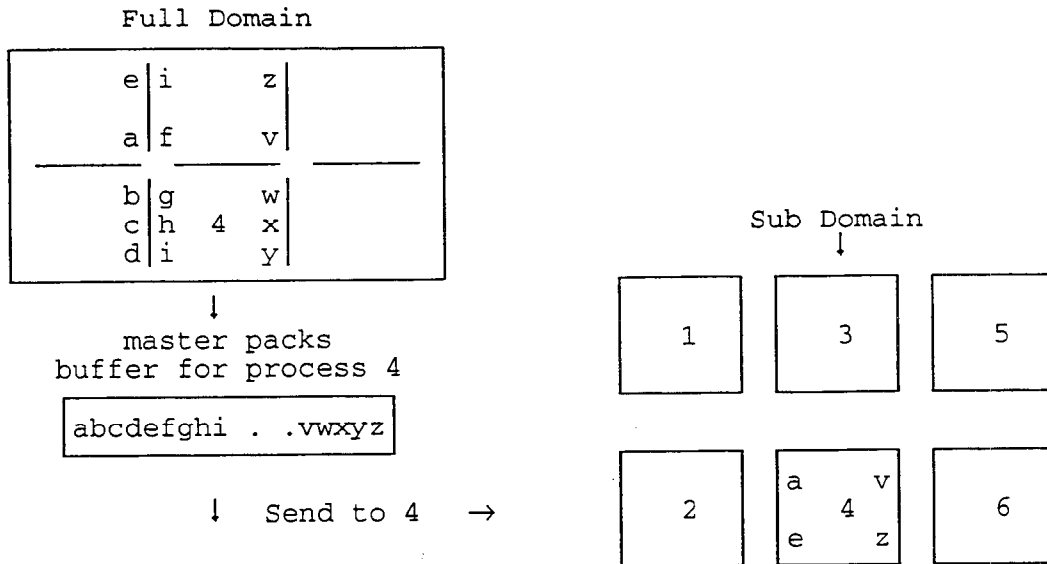 Full Domain
e i z
a f v
b g w
c h 4 x
d i y
↓
master packs
buffer for process 4
abcdefghi . .vwxyz
↓ Send to 4 →
Sub Domain
↓
1 3 5
a v
2 4 6
e z